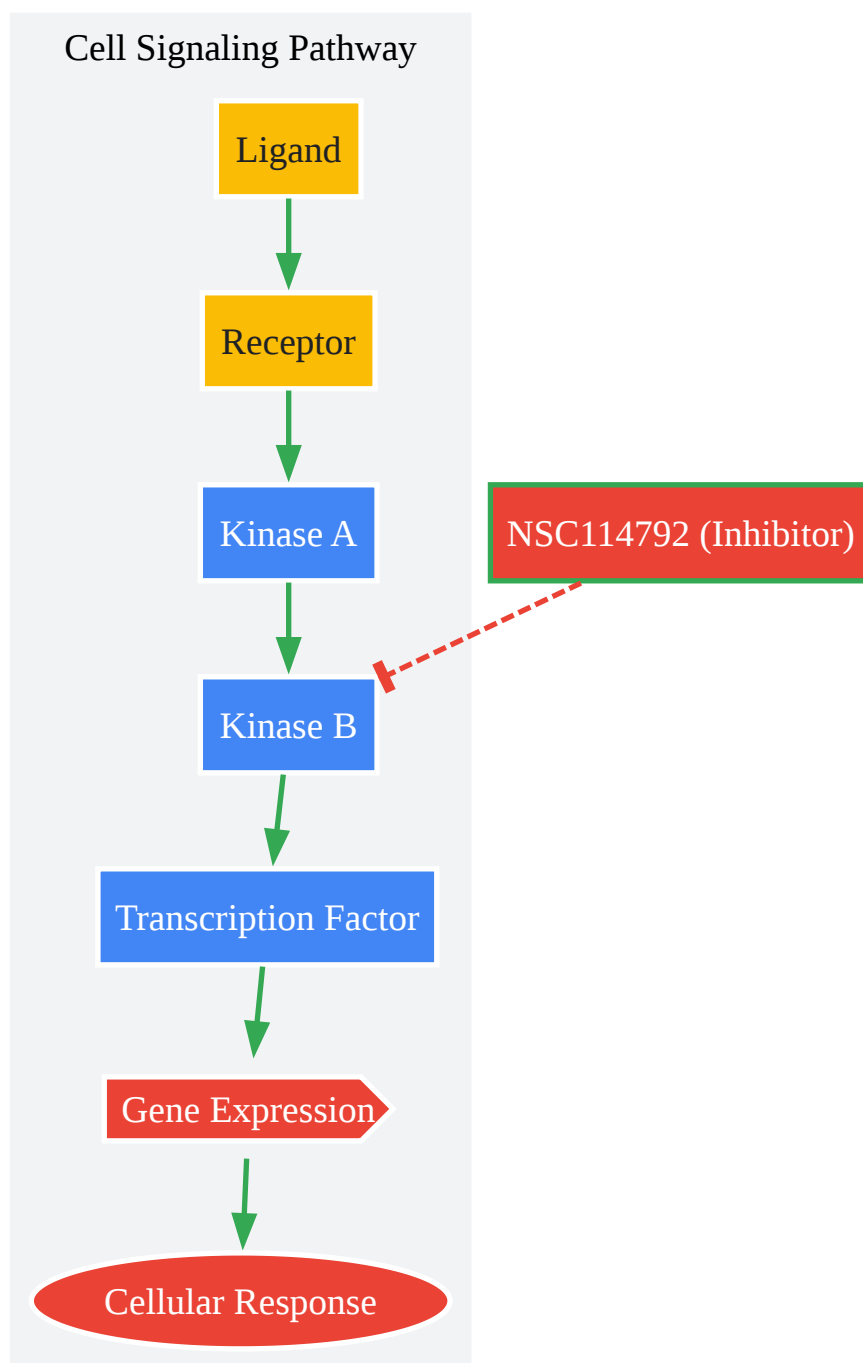 Cell Signaling Pathway
Ligand
Receptor
Kinase A
NSC114792 (Inhibitor)
Kinase B
Transcription Factor
Gene Expression
Cellular Response